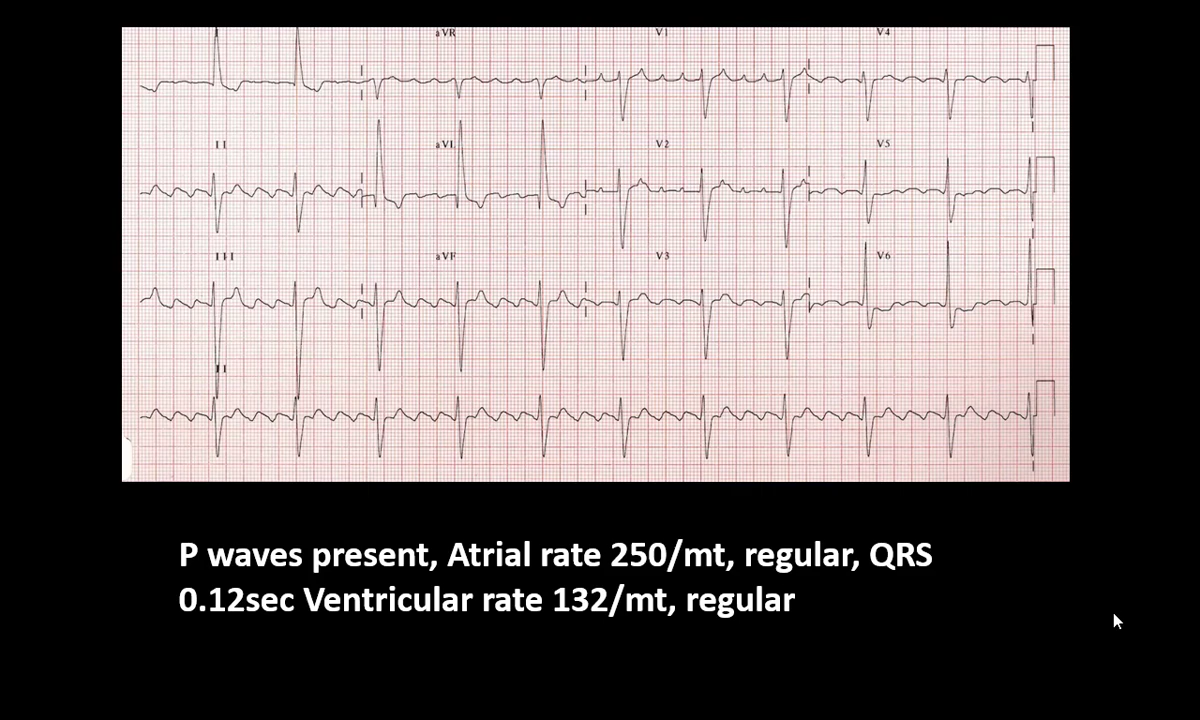 aVR V1 V4
II aVL V2 V5
III aVF V3 V6
II
P waves present, Atrial rate 250/mt, regular, QRS
0.12sec Ventricular rate 132/mt, regular